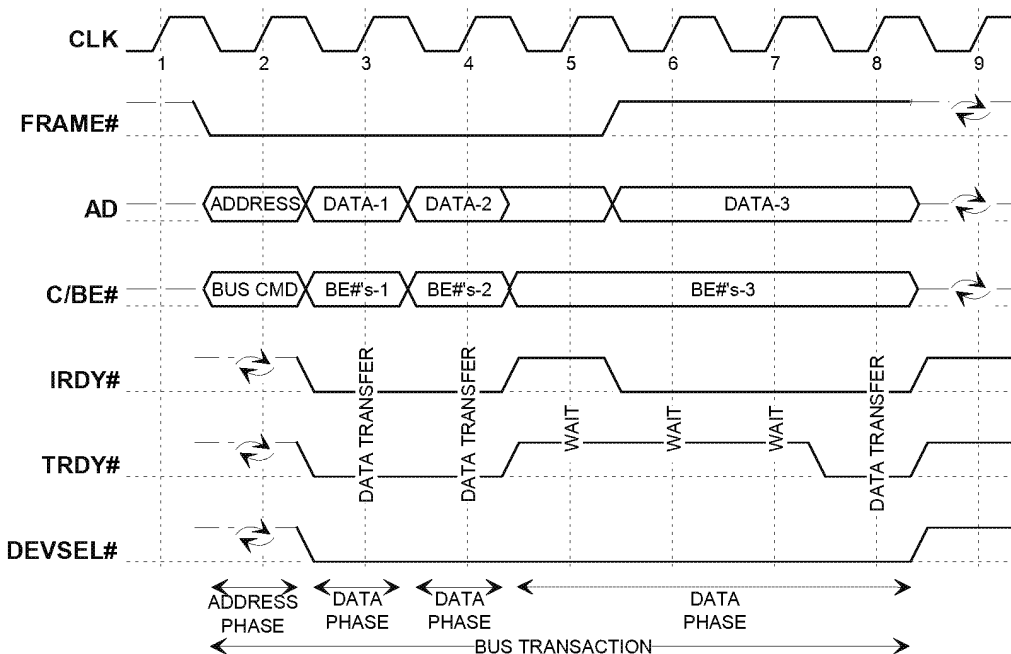 CLK
1 2 3 4 5 6 7 8 9
FRAME#
AD
ADDRESS DATA-1 DATA-2 DATA-3
C/BE#
BUS CMD BE#'s-1 BE#'s-2 BE#'s-3
IRDY#
DATA TRANSFER
DATA TRANSFER
WAIT
WAIT
WAIT
DATA TRANSFER
TRDY#
DEVSEL#
ADDRESS DATA DATA DATA
PHASE PHASE PHASE PHASE
BUS TRANSACTION